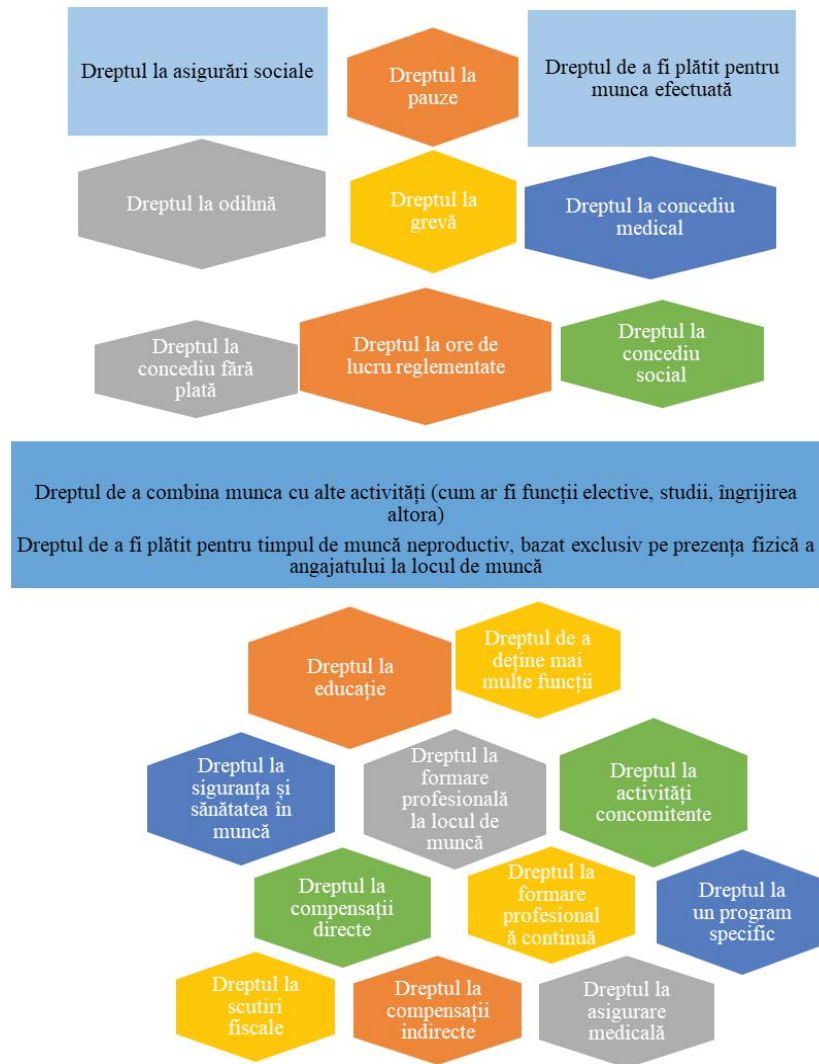 Dreptul la asigurări sociale
Dreptul la
pauze
Dreptul de a fi plătit pentru
munca efectuată
Dreptul la odihnă
Dreptul la
grevă
Dreptul la concediu
medical
Dreptul la
concediu fără
plată
Dreptul la ore de
lucru reglementate
Dreptul la
concediu
social
Dreptul de a combina munca cu alte activități (cum ar fi funcții elective, studii, îngrijirea
altora)
Dreptul de a fi plătit pentru timpul de muncă neproductiv, bazat exclusiv pe prezența fizică a
angajatului la locul de muncă
Dreptul la
educație
Dreptul de a
deține mai
multe funcții
Dreptul la
siguranța și
sănătatea în
muncă
Dreptul la
formare
profesională
la locul de
muncă
Dreptul la
activități
concomitente
Dreptul la
compensații
directe
Dreptul la
formare
profesional
ă continuă
Dreptul la
un program
specific
Dreptul la
scutiri
fiscale
Dreptul la
compensații
indirecte
Dreptul la
asigurare
medicală